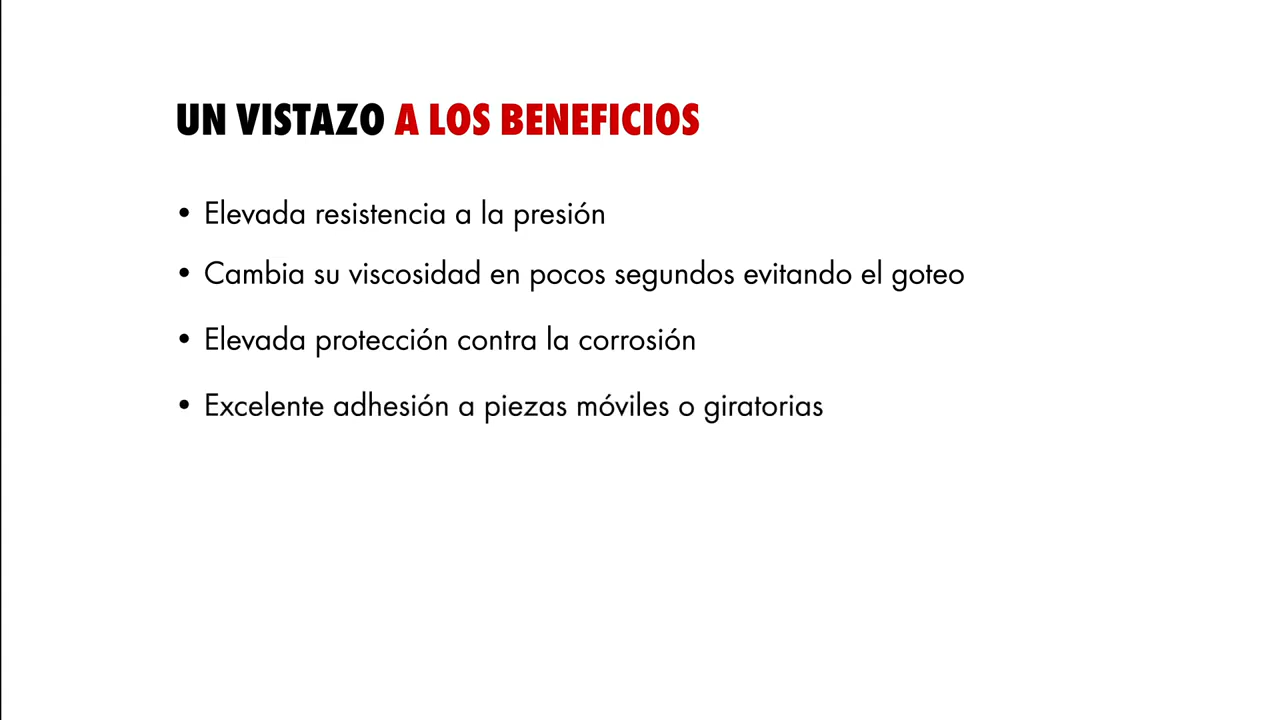 UN VISTAZO A LOS BENEFICIOS
• Elevada resistencia a la presión
• Cambia su viscosidad en pocos segundos evitando el goteo
• Elevada protección contra la corrosión
• Excelente adhesión a piezas móviles o giratorias